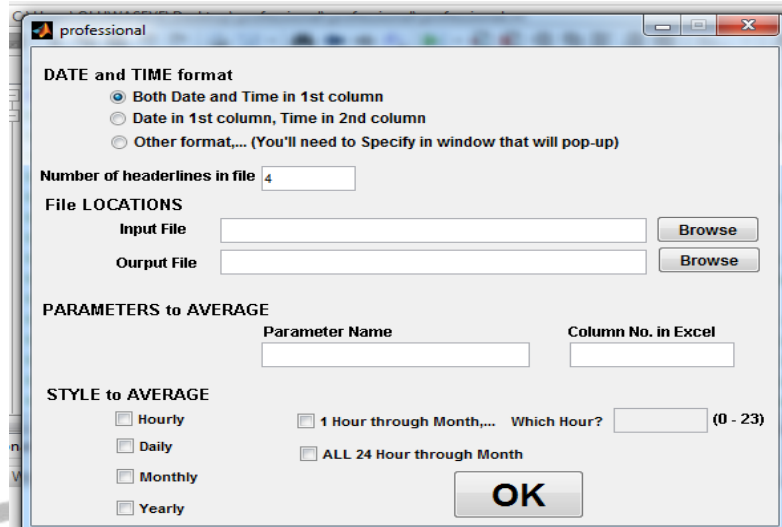 professional
DATE and TIME format
Both Date and Time in 1st column
Date in 1st column, Time in 2nd column
Other format,... (You'll need to Specify in window that will pop-up)
Number of headerlines in file 4
File LOCATIONS
Input File Browse
Ourput File Browse
PARAMETERS to AVERAGE
Parameter Name Column No. in Excel
STYLE to AVERAGE
Hourly 1 Hour through Month,... Which Hour? (0 - 23)
Daily ALL 24 Hour through Month
Monthly
OK
Yearly